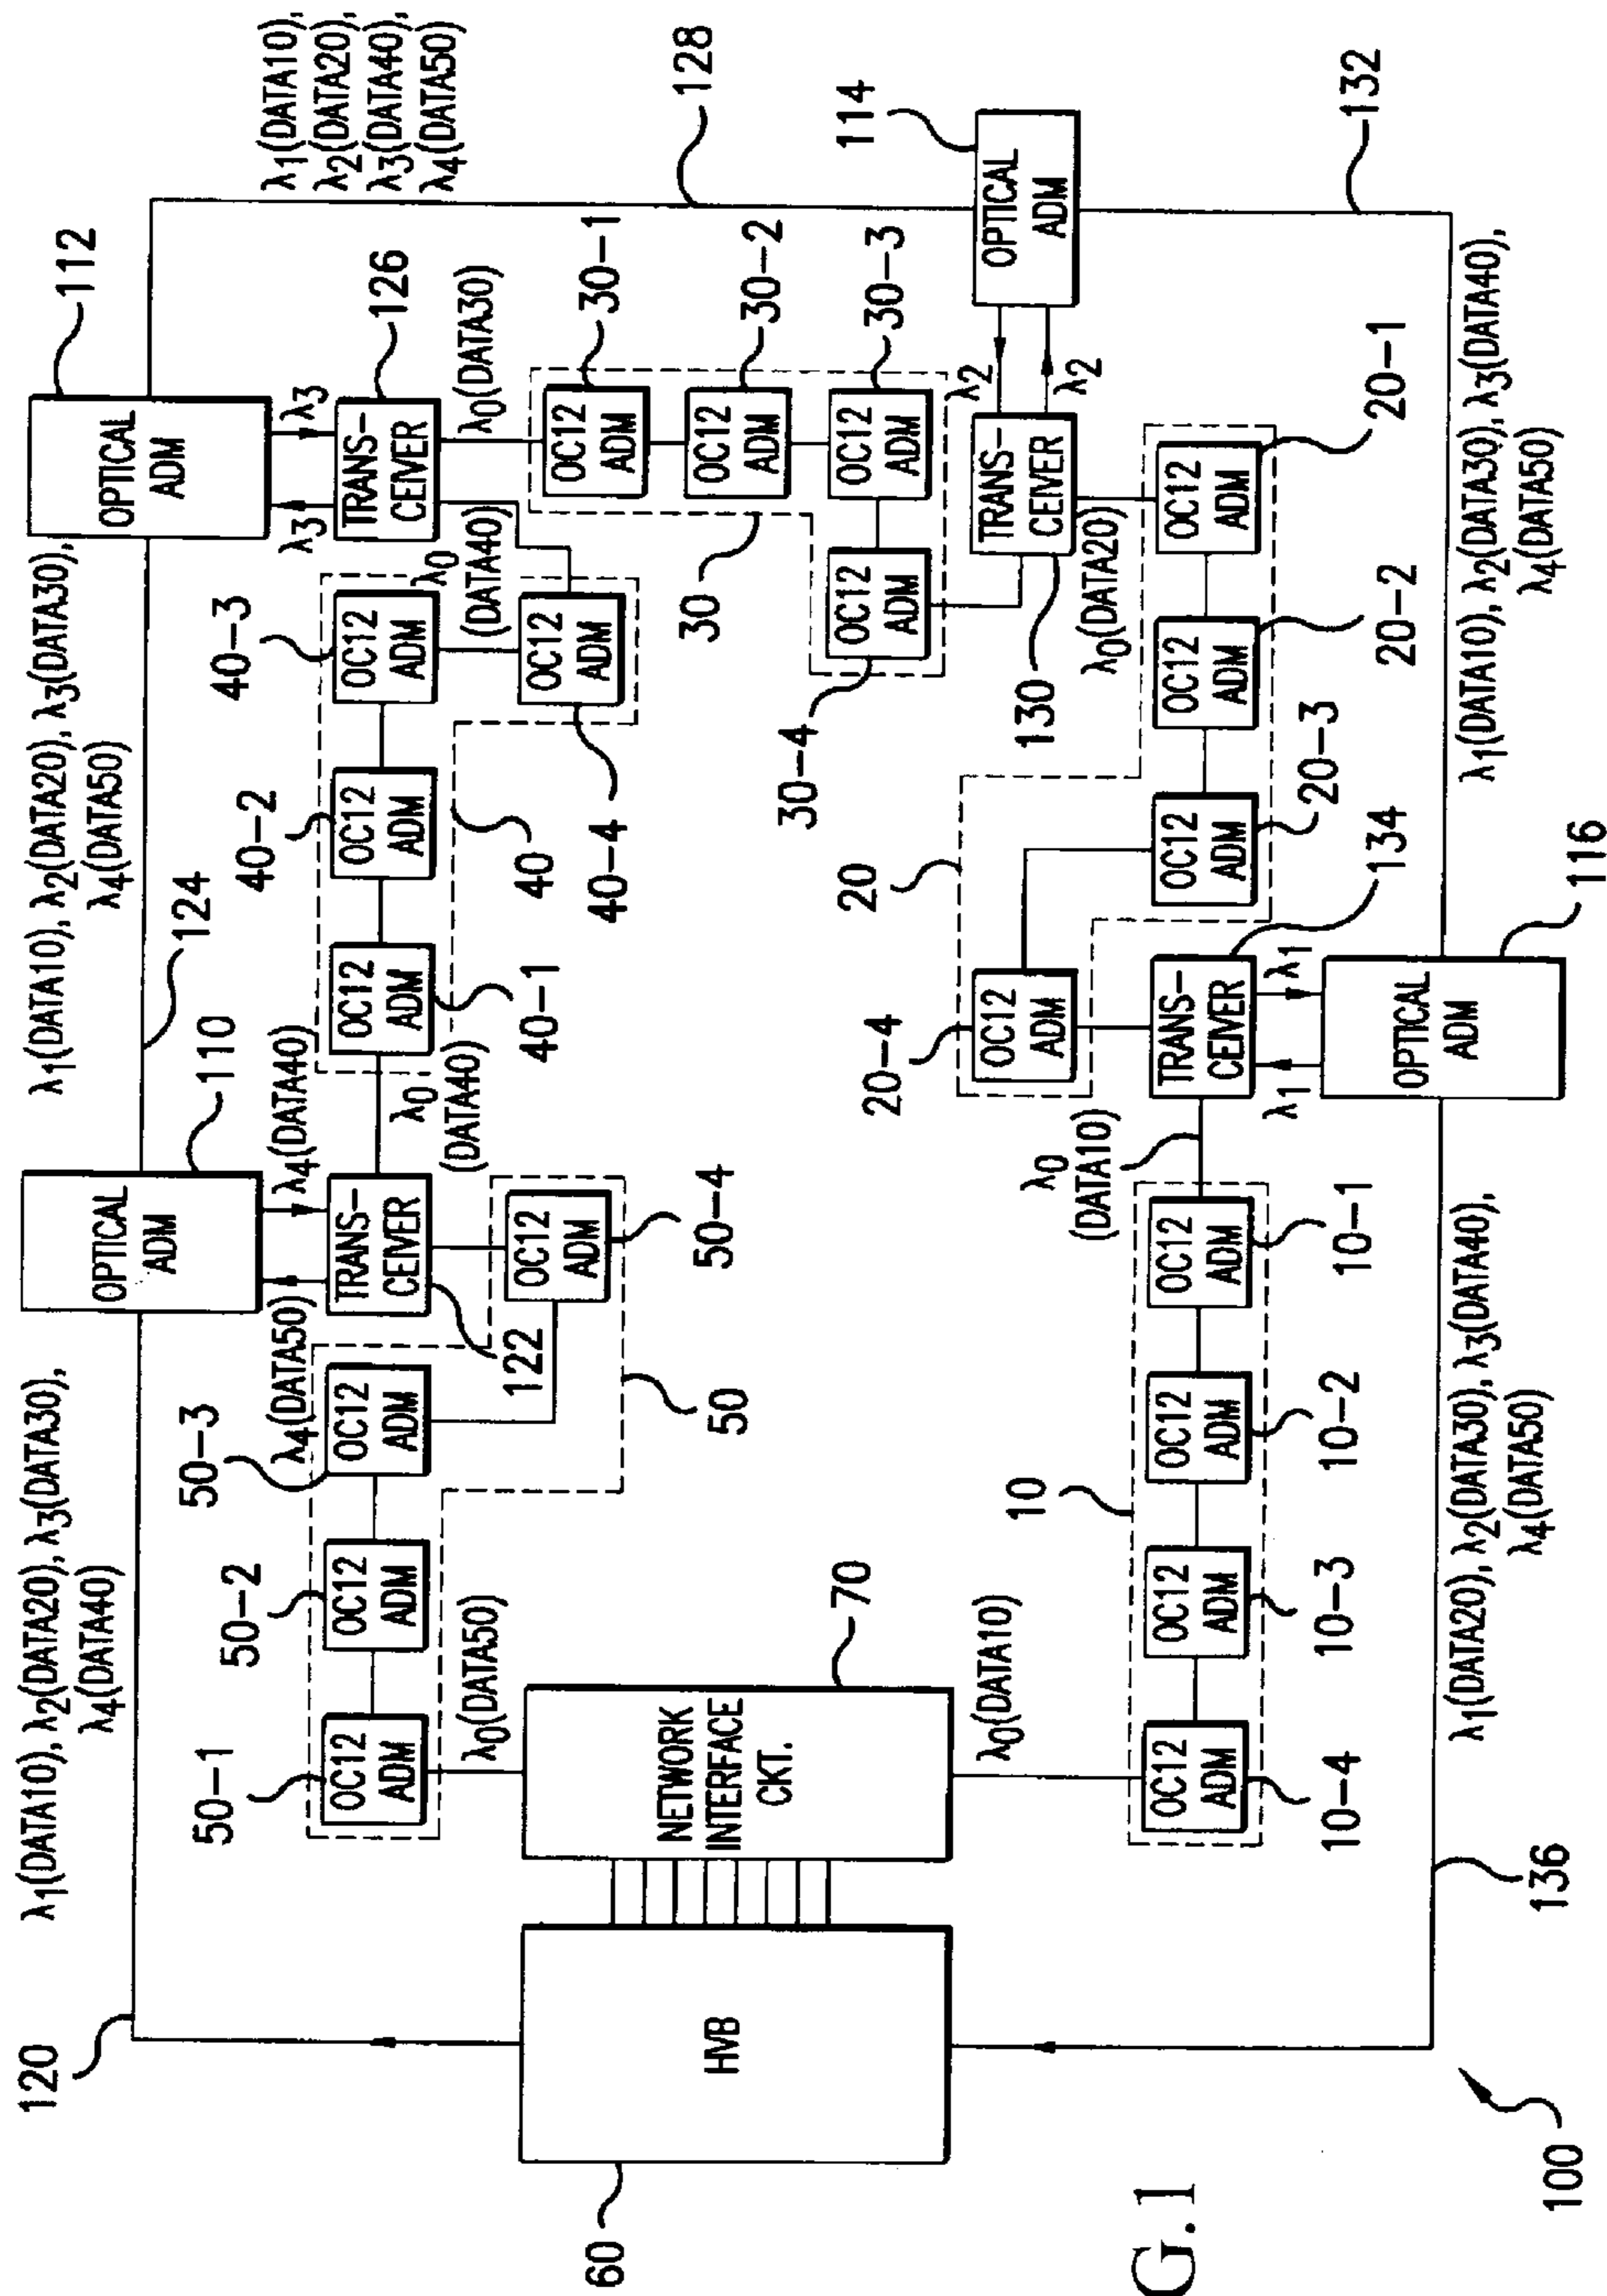 λ1(DATA10), λ2(DATA20), λ3(DATA30),
λ4(DATA40)
120
OPTICAL
ADM
110
λ1(DATA10), λ2(DATA20), λ3(DATA30),
λ4(DATA50)
124
OPTICAL
ADM
112
λ1(DATA10),
λ2(DATA20),
λ3(DATA40),
λ4(DATA50)
128
λ4(DATA50)
λ4(DATA40)
TRANS-
CEIVER
122
λ3
λ3
TRANS-
CEIVER
126
50-1
OC12
ADM
50-2
OC12
ADM
50-3
OC12
ADM
50-4
OC12
ADM
50
λ0(DATA50)
λ0
(DATA40)
40-1
OC12
ADM
40-2
OC12
ADM
40-3
OC12
ADM
40-4
OC12
ADM
40
λ0
(DATA40)
λ0(DATA30)
OC12
ADM
30-1
OC12
ADM
30-2
OC12
ADM
30-3
OC12
ADM
30-4
30
60
HVB
NETWORK
INTERFACE
CKT.
70
λ0(DATA10)
OPTICAL
ADM
114
λ2
λ2
TRANS-
CEIVER
130
λ0(DATA20)
OC12
ADM
20-1
OC12
ADM
20-2
OC12
ADM
20-3
OC12
ADM
20-4
20
TRANS-
CEIVER
134
λ1
λ1
λ0
(DATA10)
OC12
ADM
10-1
OC12
ADM
10-2
OC12
ADM
10-3
OC12
ADM
10-4
10
OPTICAL
ADM
116
132
λ1(DATA10), λ2(DATA30), λ3(DATA40),
λ4(DATA50)
λ1(DATA20), λ2(DATA30), λ3(DATA40),
λ4(DATA50)
136
100
G.1